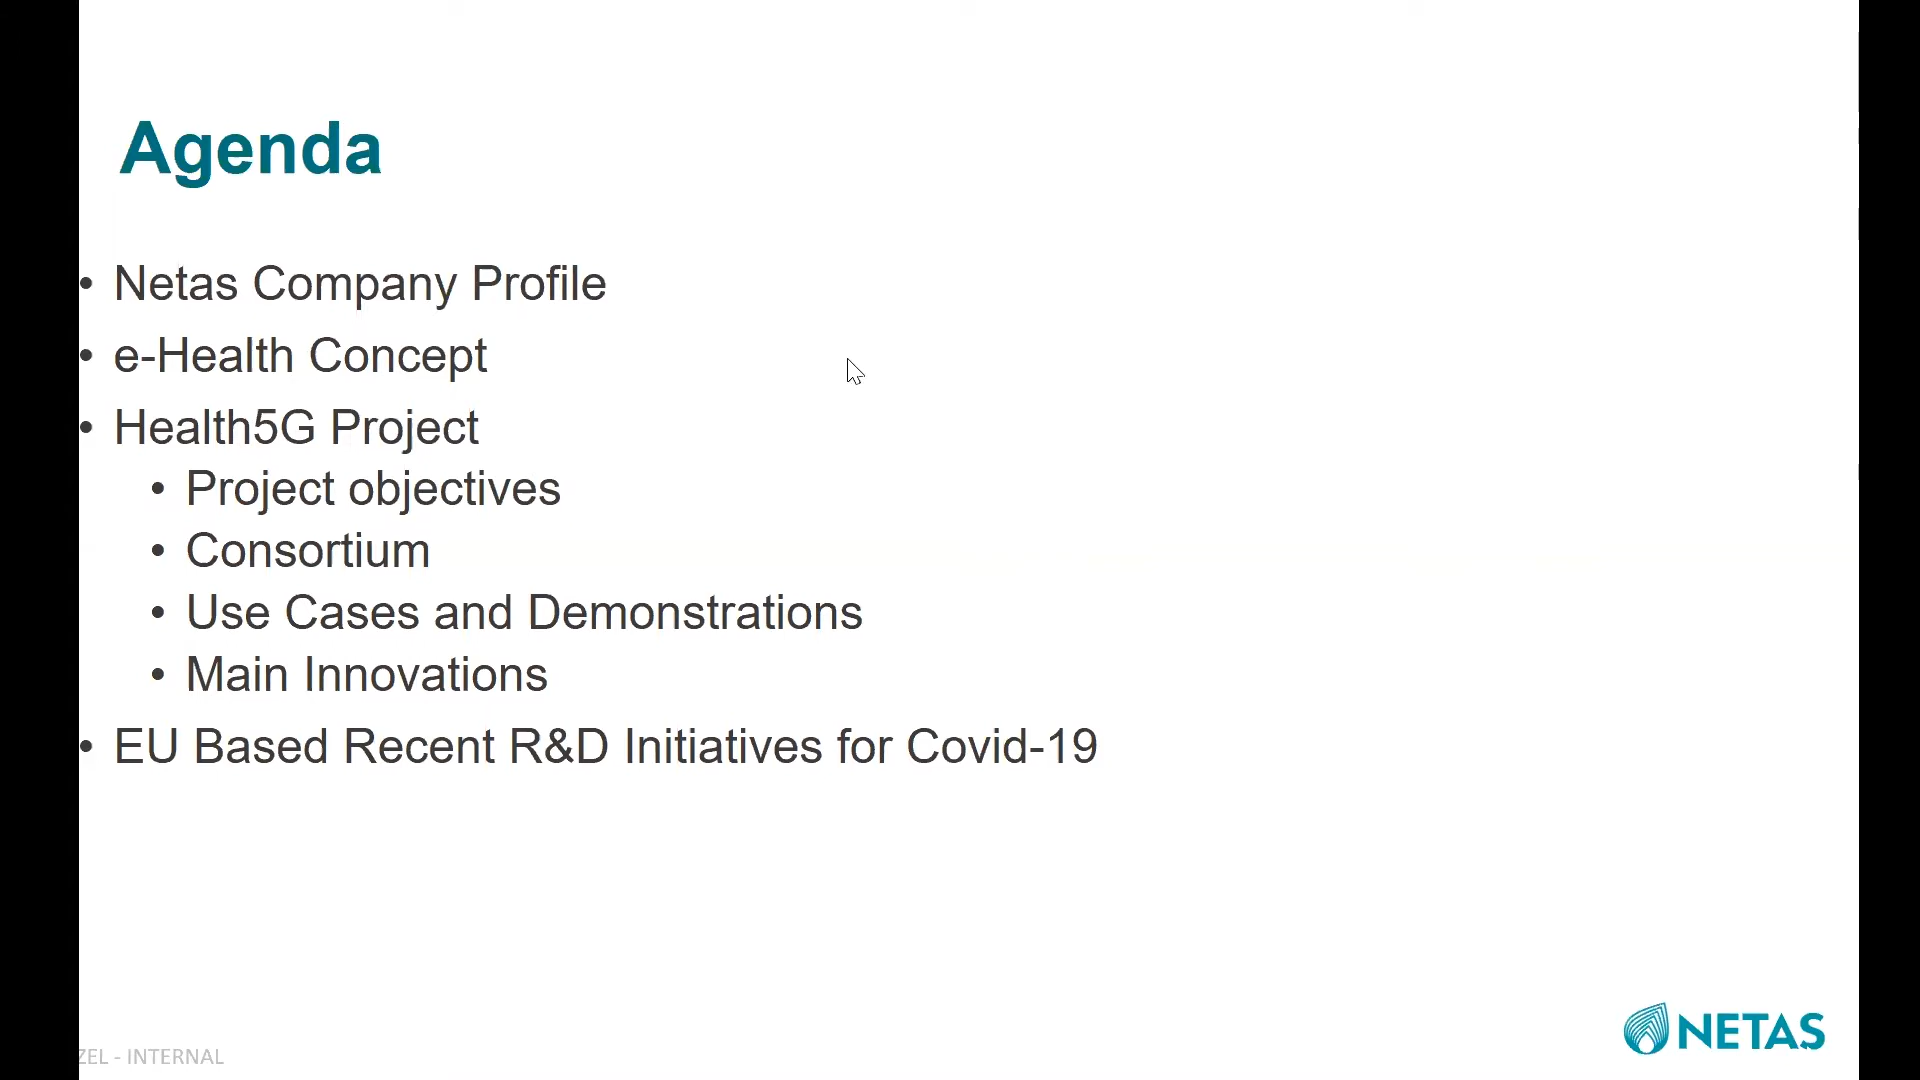 Agenda
• Netas Company Profile
• e-Health Concept
• Health5G Project
• Project objectives
• Consortium
• Use Cases and Demonstrations
• Main Innovations
• EU Based Recent R&D Initiatives for Covid-19
ZEL - INTERNAL
NETAS